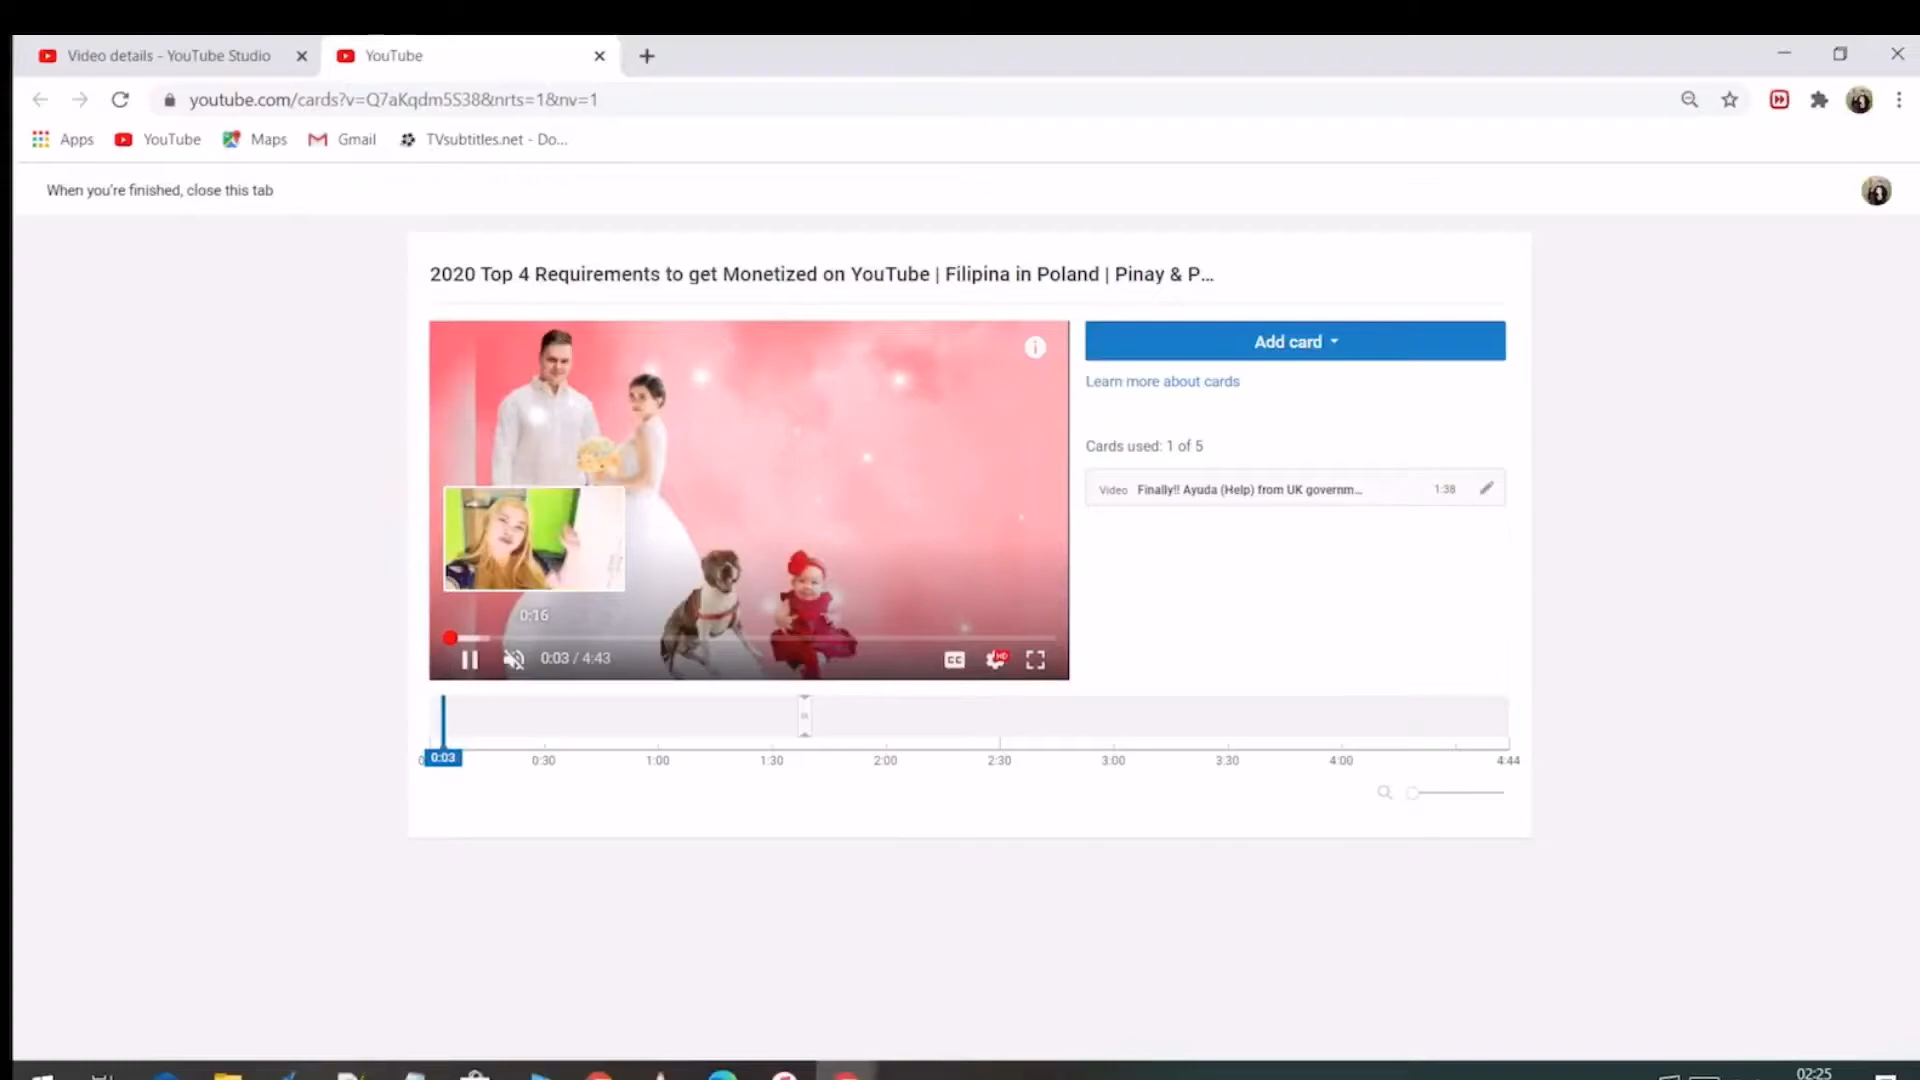 Video details - YouTube Studio
YouTube
youtube.com/cards?v=Q7aKqdm5S38&nrts=1&nv=1
Apps
YouTube
Maps
Gmail
TVsubtitles.net - Do...
When you're finished, close this tab
2020 Top 4 Requirements to get Monetized on YouTube | Filipina in Poland | Pinay & P...
Add card
Learn more about cards
Cards used: 1 of 5
Video Finally!! Ayuda (Help) from UK governm... 1:38
0:16
0:03 / 4:43
CC
HD
0:03
0:30
1:00
1:30
2:00
2:30
3:00
3:30
4:00
4:44
02:25